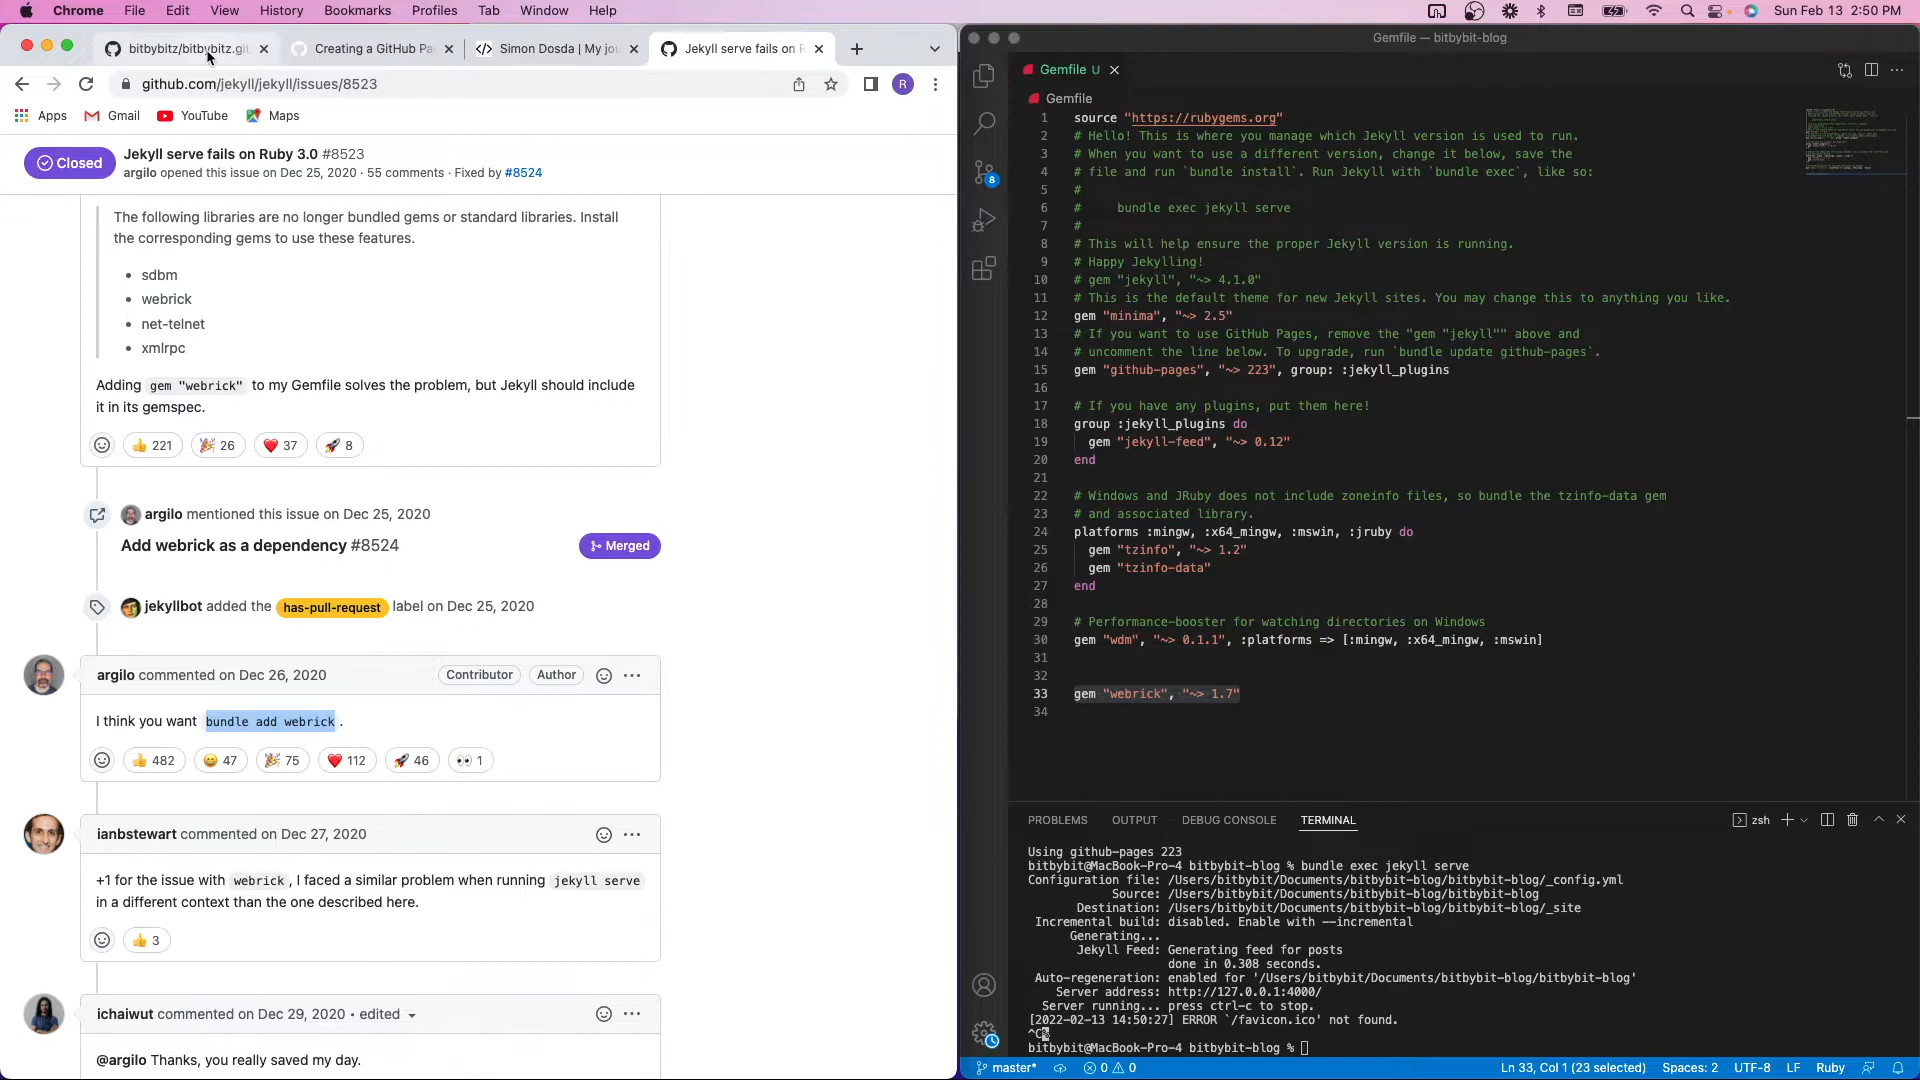 Chrome File Edit View History Bookmarks Profiles Tab Window Help
Sun Feb 13 2:50 PM
bitbybitz/bitbybitz.git
Creating a GitHub Pa
Simon Dosda | My jou
Jekyll serve fails on R
github.com/jekyll/jekyll/issues/8523
R
Apps Gmail YouTube Maps
Closed
Jekyll serve fails on Ruby 3.0 #8523
argilo opened this issue on Dec 25, 2020 · 55 comments · Fixed by #8524
The following libraries are no longer bundled gems or standard libraries. Install
the corresponding gems to use these features.
• sdbm
• webrick
• net-telnet
• xmlrpc
Adding gem "webrick" to my Gemfile solves the problem, but Jekyll should include
it in its gemspec.
221 26 37 8
argilo mentioned this issue on Dec 25, 2020
Add webrick as a dependency #8524
Merged
jekyllbot added the has-pull-request label on Dec 25, 2020
argilo commented on Dec 26, 2020
Contributor Author
I think you want bundle add webrick .
482 47 75 112 46 1
ianbstewart commented on Dec 27, 2020
+1 for the issue with webrick , I faced a similar problem when running jekyll serve
in a different context than the one described here.
3
ichaiwut commented on Dec 29, 2020 • edited
@argilo Thanks, you really saved my day.
Gemfile — bitbybit-blog
Gemfile U
Gemfile
8
1 source "https://rubygems.org"
2 # Hello! This is where you manage which Jekyll version is used to run.
3 # When you want to use a different version, change it below, save the
4 # file and run `bundle install`. Run Jekyll with `bundle exec`, like so:
5 #
6 #     bundle exec jekyll serve
7 #
8 # This will help ensure the proper Jekyll version is running.
9 # Happy Jekylling!
10 # gem "jekyll", "~> 4.1.0"
11 # This is the default theme for new Jekyll sites. You may change this to anything you like.
12 gem "minima", "~> 2.5"
13 # If you want to use GitHub Pages, remove the "gem "jekyll"" above and
14 # uncomment the line below. To upgrade, run `bundle update github-pages`.
15 gem "github-pages", "~> 223", group: :jekyll_plugins
16
17 # If you have any plugins, put them here!
18 group :jekyll_plugins do
19   gem "jekyll-feed", "~> 0.12"
20 end
21
22 # Windows and JRuby does not include zoneinfo files, so bundle the tzinfo-data gem
23 # and associated library.
24 platforms :mingw, :x64_mingw, :mswin, :jruby do
25   gem "tzinfo", "~> 1.2"
26   gem "tzinfo-data"
27 end
28
29 # Performance-booster for watching directories on Windows
30 gem "wdm", "~> 0.1.1", :platforms => [:mingw, :x64_mingw, :mswin]
31
32
33 gem "webrick", "~> 1.7"
34
PROBLEMS OUTPUT DEBUG CONSOLE TERMINAL
zsh
Using github-pages 223
bitbybit@MacBook-Pro-4 bitbybit-blog % bundle exec jekyll serve
Configuration file: /Users/bitbybit/Documents/bitbybit-blog/bitbybit-blog/_config.yml
Source: /Users/bitbybit/Documents/bitbybit-blog/bitbybit-blog
Destination: /Users/bitbybit/Documents/bitbybit-blog/bitbybit-blog/_site
Incremental build: disabled. Enable with --incremental
Generating...
Jekyll Feed: Generating feed for posts
done in 0.308 seconds.
Auto-regeneration: enabled for '/Users/bitbybit/Documents/bitbybit-blog/bitbybit-blog'
Server address: http://127.0.0.1:4000/
Server running... press ctrl-c to stop.
[2022-02-13 14:50:27] ERROR `/favicon.ico' not found.
^C%
bitbybit@MacBook-Pro-4 bitbybit-blog %
master* 0 0
Ln 33, Col 1 (23 selected) Spaces: 2 UTF-8 LF Ruby